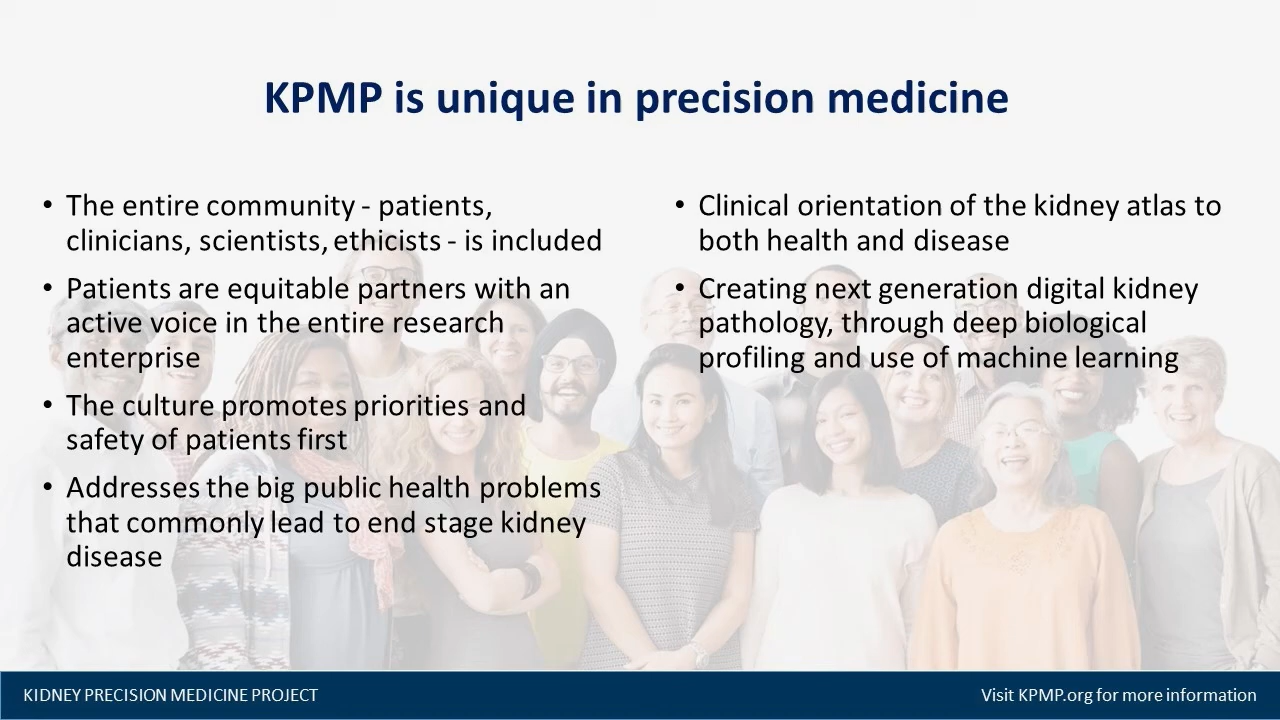 KPMP is unique in precision medicine
• The entire community - patients,
clinicians, scientists, ethicists - is included
• Patients are equitable partners with an
active voice in the entire research
enterprise
• The culture promotes priorities and
safety of patients first
• Addresses the big public health problems
that commonly lead to end stage kidney
disease
• Clinical orientation of the kidney atlas to
both health and disease
• Creating next generation digital kidney
pathology, through deep biological
profiling and use of machine learning
KIDNEY PRECISION MEDICINE PROJECT
Visit KPMP.org for more information